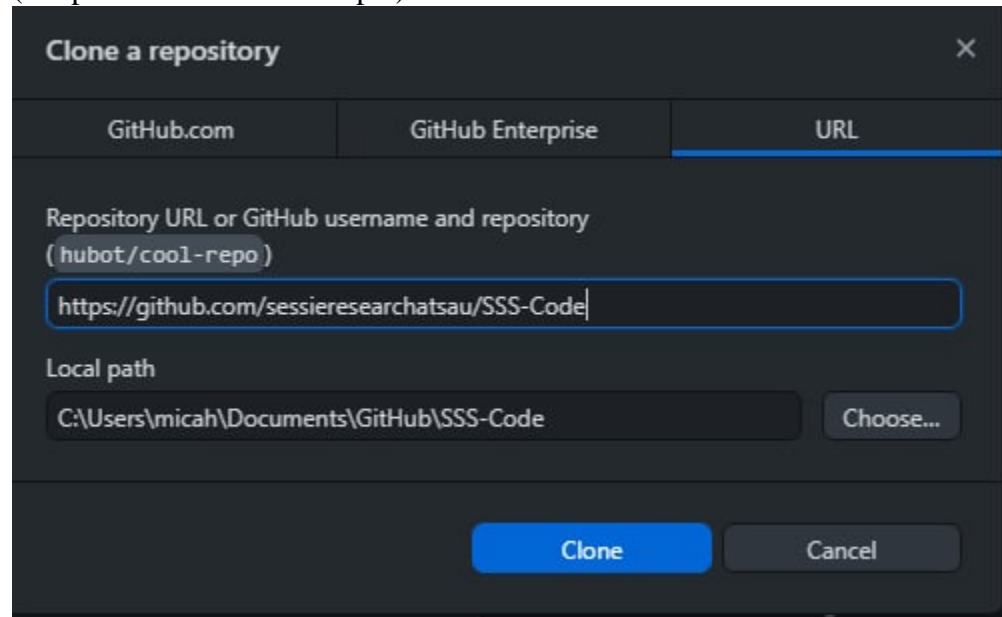 Clone a repository
GitHub.com GitHub Enterprise URL
Repository URL or GitHub username and repository
(hubot/cool-repo)
https://github.com/sessieresearchatsau/SSS-Code
Local path
C:\Users\micah\Documents\GitHub\SSS-Code Choose...
Clone Cancel